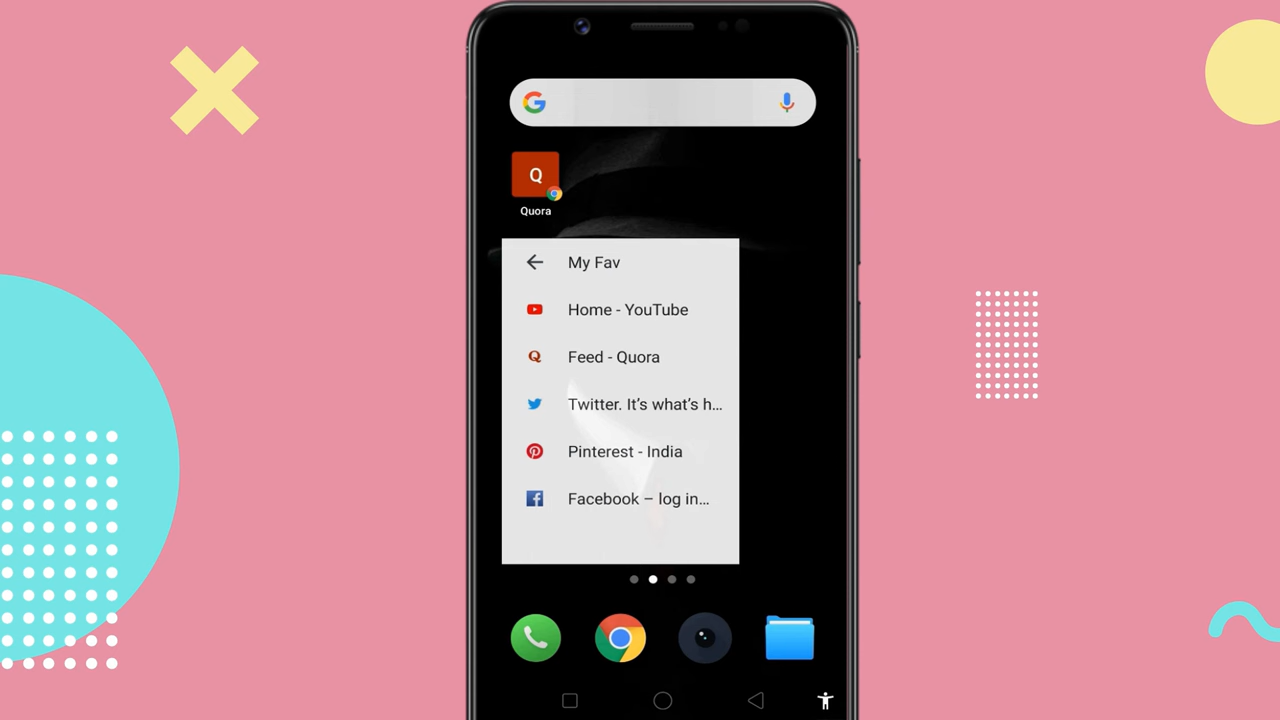 Q
Quora
My Fav
Home - YouTube
Feed - Quora
Twitter. It’s what’s h...
Pinterest - India
Facebook – log in...